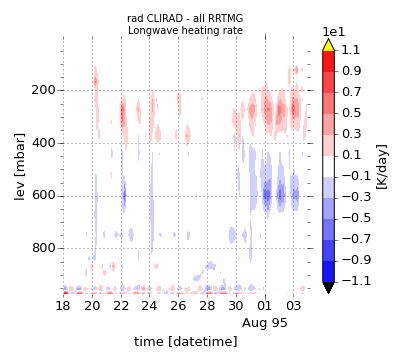 rad CLIRAD - all RRTMG
Longwave heating rate
1e1
1.1
0.9
0.7
0.5
0.3
0.1
−0.1
−0.3
−0.5
−0.7
−0.9
−1.1
[K/day]
lev [mbar]
200
400
600
800
18 20 22 24 26 28 30 01 03
Aug 95
time [datetime]